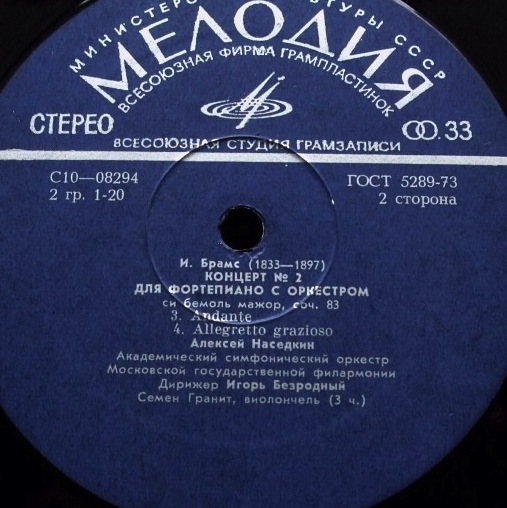 МИНИСТЕРСТВО КУЛЬТУРЫ СССР
МЕЛОДИЯ
ВСЕСОЮЗНАЯ ФИРМА ГРАМПЛАСТИНОК
СТЕРЕО
33
ВСЕСОЮЗНАЯ СТУДИЯ ГРАМЗАПИСИ
С10—08294
ГОСТ 5289-73
2 гр. 1-20
2 сторона
И. Брамс (1833—1897)
КОНЦЕРТ № 2
ДЛЯ ФОРТЕПИАНО С ОРКЕСТРОМ
си бемоль мажор, соч. 83
3. Andante
4. Allegretto grazioso
Алексей Наседкин
Академический симфонический оркестр
Московской государственной филармонии
Дирижер Игорь Безродный
Семен Гранит, виолончель (3 ч.)